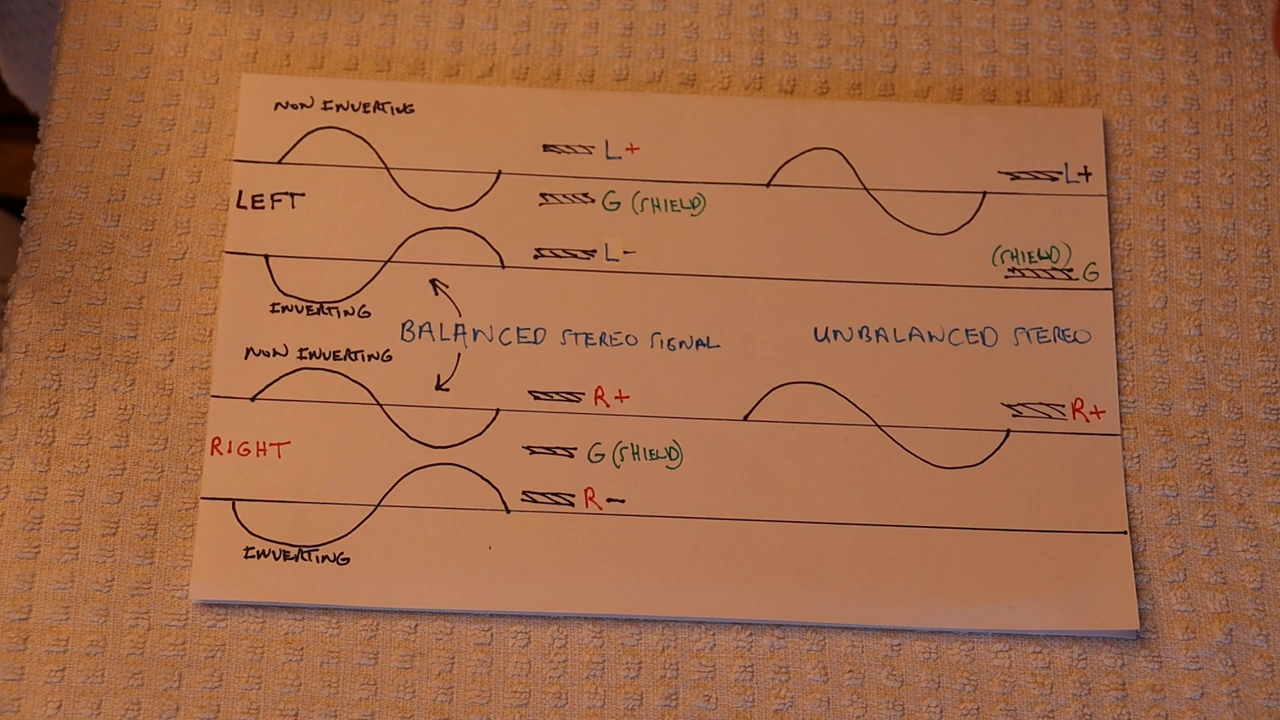 NON INVERTING
L+
L+
LEFT
G (SHIELD)
L-
(SHIELD)
G
INVERTING
BALANCED STEREO SIGNAL
UNBALANCED STEREO
NON INVERTING
R+
R+
RIGHT
G (SHIELD)
R-
INVERTING